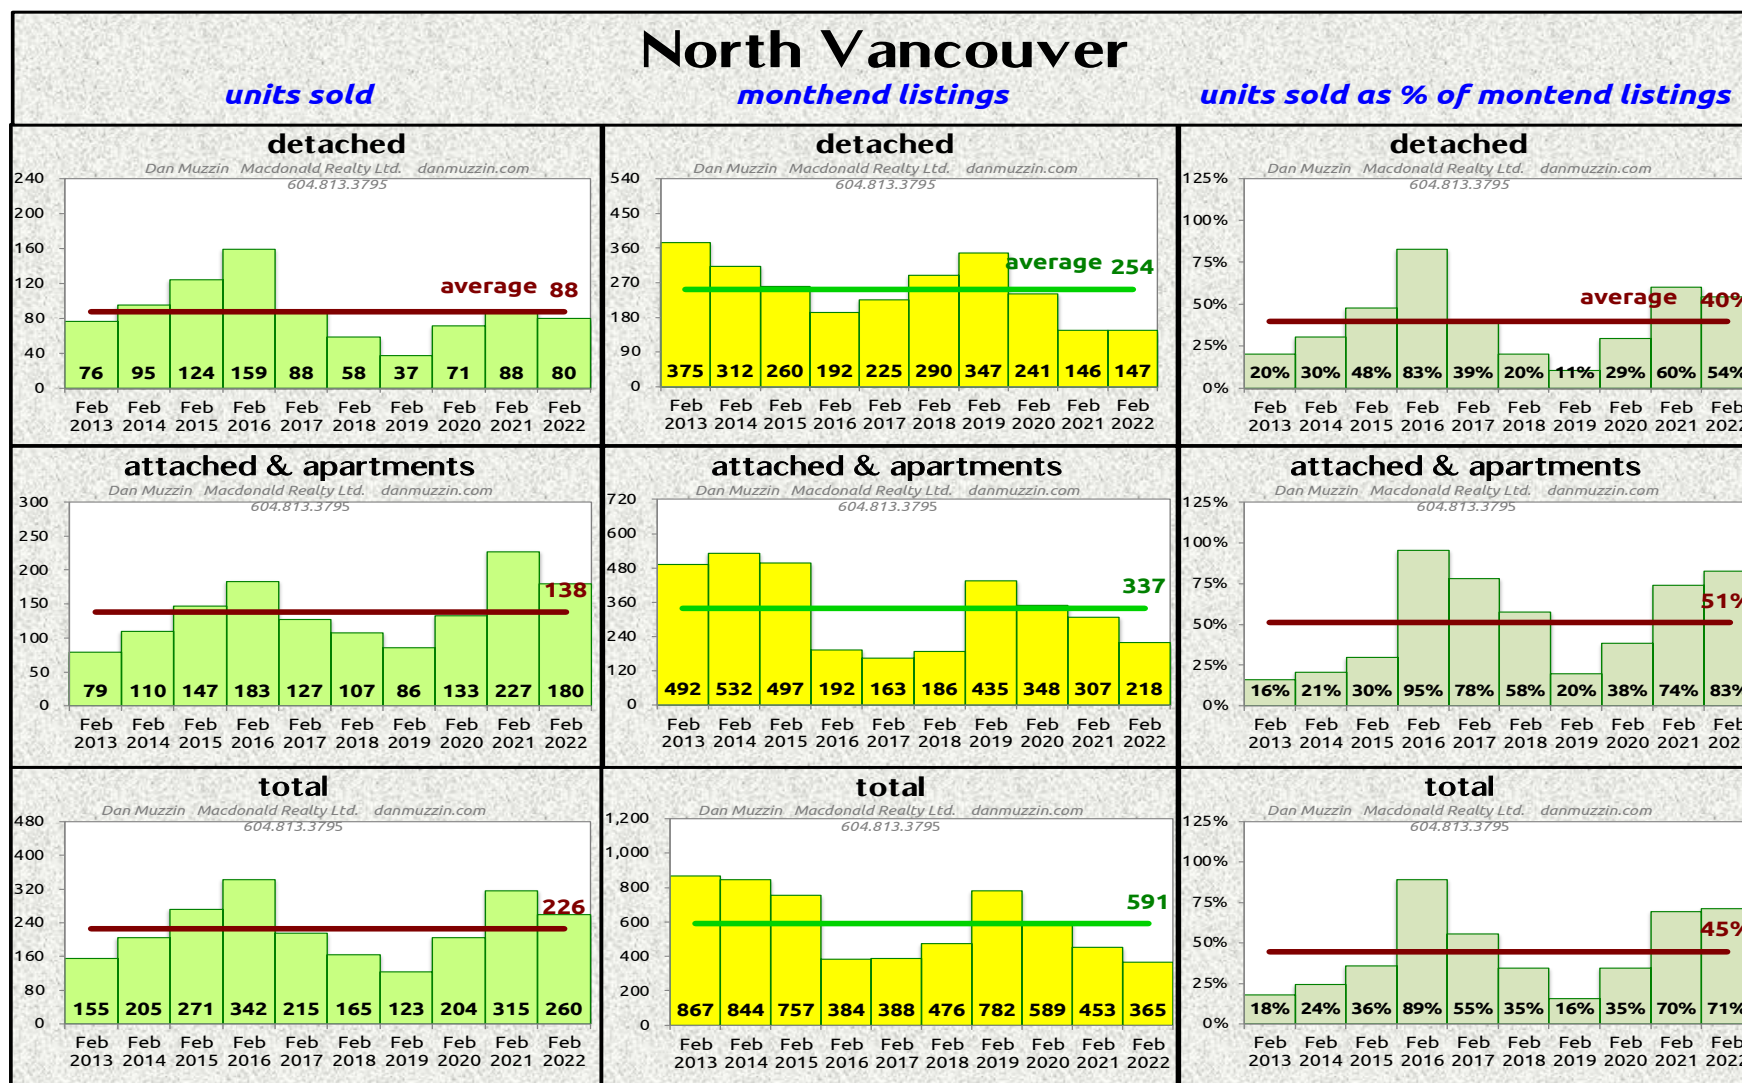 North Vancouver
units sold
monthend listings
units sold as % of montend listings
detached
Dan Muzzin Macdonald Realty Ltd. danmuzzin.com
604.813.3795
240
200
160
120
80
40
0
average 88
76 95 124 159 88 58 37 71 88 80
Feb Feb Feb Feb Feb Feb Feb Feb Feb Feb
2013 2014 2015 2016 2017 2018 2019 2020 2021 2022
detached
Dan Muzzin Macdonald Realty Ltd. danmuzzin.com
604.813.3795
540
450
360
270
180
90
0
average 254
375 312 260 192 225 290 347 241 146 147
Feb Feb Feb Feb Feb Feb Feb Feb Feb Feb
2013 2014 2015 2016 2017 2018 2019 2020 2021 2022
detached
Dan Muzzin Macdonald Realty Ltd. danmuzzin.com
604.813.3795
125%
100%
75%
50%
25%
0%
average 40%
20% 30% 48% 83% 39% 20% 11% 29% 60% 54%
Feb Feb Feb Feb Feb Feb Feb Feb Feb Feb
2013 2014 2015 2016 2017 2018 2019 2020 2021 2022
attached & apartments
Dan Muzzin Macdonald Realty Ltd. danmuzzin.com
604.813.3795
300
250
200
150
100
50
0
138
79 110 147 183 127 107 86 133 227 180
Feb Feb Feb Feb Feb Feb Feb Feb Feb Feb
2013 2014 2015 2016 2017 2018 2019 2020 2021 2022
attached & apartments
Dan Muzzin Macdonald Realty Ltd. danmuzzin.com
604.813.3795
720
600
480
360
240
120
0
337
492 532 497 192 163 186 435 348 307 218
Feb Feb Feb Feb Feb Feb Feb Feb Feb Feb
2013 2014 2015 2016 2017 2018 2019 2020 2021 2022
attached & apartments
Dan Muzzin Macdonald Realty Ltd. danmuzzin.com
604.813.3795
125%
100%
75%
50%
25%
0%
51%
16% 21% 30% 95% 78% 58% 20% 38% 74% 83%
Feb Feb Feb Feb Feb Feb Feb Feb Feb Feb
2013 2014 2015 2016 2017 2018 2019 2020 2021 2022
total
Dan Muzzin Macdonald Realty Ltd. danmuzzin.com
604.813.3795
480
400
320
240
160
80
0
226
155 205 271 342 215 165 123 204 315 260
Feb Feb Feb Feb Feb Feb Feb Feb Feb Feb
2013 2014 2015 2016 2017 2018 2019 2020 2021 2022
total
Dan Muzzin Macdonald Realty Ltd. danmuzzin.com
604.813.3795
1,200
1,000
800
600
400
200
0
591
867 844 757 384 388 476 782 589 453 365
Feb Feb Feb Feb Feb Feb Feb Feb Feb Feb
2013 2014 2015 2016 2017 2018 2019 2020 2021 2022
total
Dan Muzzin Macdonald Realty Ltd. danmuzzin.com
604.813.3795
125%
100%
75%
50%
25%
0%
45%
18% 24% 36% 89% 55% 35% 16% 35% 70% 71%
Feb Feb Feb Feb Feb Feb Feb Feb Feb Feb
2013 2014 2015 2016 2017 2018 2019 2020 2021 2022